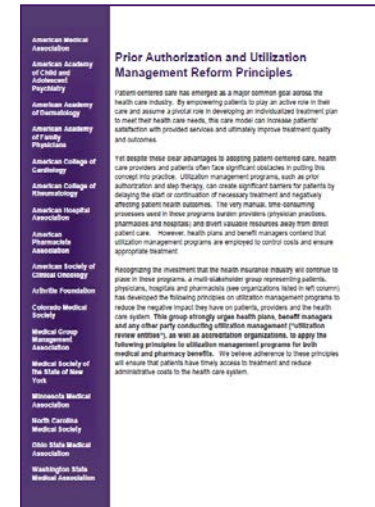 American Medical
Association
American Academy
of Child and
Adolescent
Psychiatry
American Academy
of Dermatology
American Academy
of Family
Physicians
American College of
Cardiology
American College of
Rheumatology
American Hospital
Association
American
Pharmacists
Association
American Society of
Clinical Oncology
Arthritis Foundation
Colorado Medical
Society
Medical Group
Management
Association
Medical Society of
the State of New
York
Minnesota Medical
Association
North Carolina
Medical Society
Ohio State Medical
Association
Washington State
Medical Association
Prior Authorization and Utilization
Management Reform Principles
Patient-centered care has emerged as a major common goal across the
health care industry. By empowering patients to play an active role in their
care and assume a pivotal role in developing an individualized treatment plan
to meet their health care needs, this care model can increase patients'
satisfaction with provided services and ultimately improve treatment quality
and outcomes.
Yet despite these clear advantages to adopting patient-centered care, health
care providers and patients often face significant obstacles in putting this
concept into practice. Utilization management programs, such as prior
authorization and step therapy, can create significant barriers for patients by
delaying the start or continuation of necessary treatment and negatively
affecting patient health outcomes. The very manual, time-consuming
processes used in these programs burden providers (physician practices,
pharmacies and hospitals) and divert valuable resources away from direct
patient care. However, health plans and benefit managers contend that
utilization management programs are employed to control costs and ensure
appropriate treatment.
Recognizing the investment that the health insurance industry will continue to
place in these programs, a multi-stakeholder group representing patients,
physicians, hospitals and pharmacists (see organizations listed in left column)
has developed the following principles on utilization management programs to
reduce the negative impact they have on patients, providers and the health
care system. This group strongly urges health plans, benefit managers
and any other party conducting utilization management ("utilization
review entities"), as well as accreditation organizations, to apply the
following principles to utilization management programs for both
medical and pharmacy benefits. We believe adherence to these principles
will ensure that patients have timely access to treatment and reduce
administrative costs to the health care system.